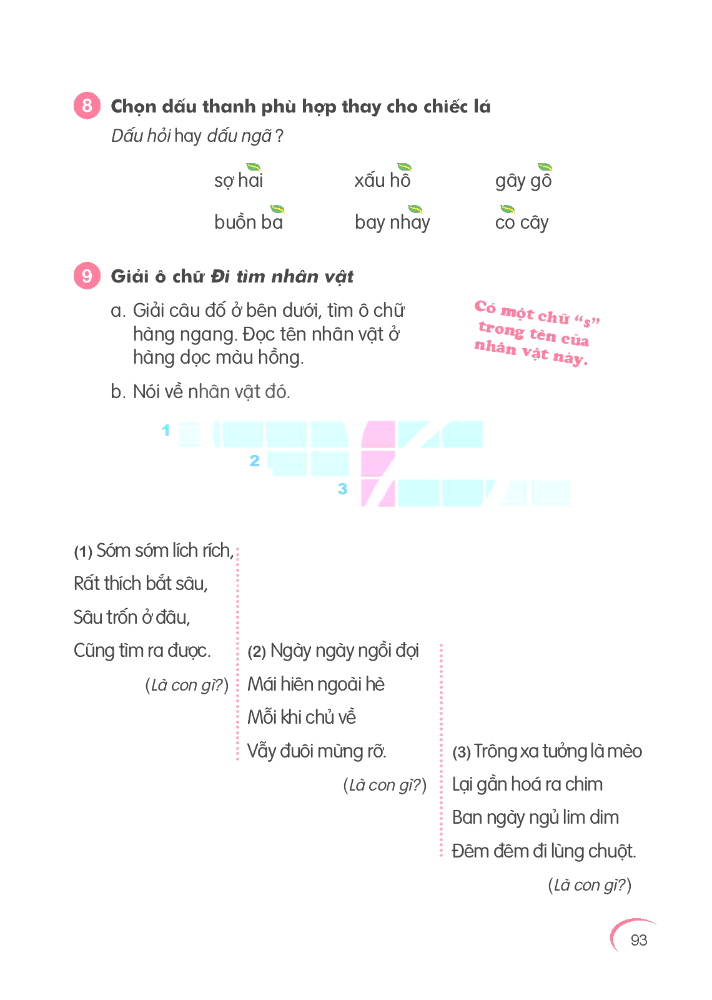 8 Chọn dấu thanh phù hợp thay cho chiếc lá
Dấu hỏi hay dấu ngã ?
sợ hai xấu hô gây gô
buồn ba bay nhay co cây
9 Giải ô chữ Đi tìm nhân vật
a. Giải câu đố ở bên dưới, tìm ô chữ
hàng ngang. Đọc tên nhân vật ở
hàng dọc màu hồng.
Có một chữ “s”
trong tên của
nhân vật này.
b. Nói về nhân vật đó.
1
2
3
(1) Sớm sớm lích rích,
Rất thích bắt sâu,
Sâu trốn ở đâu,
Cũng tìm ra được.
(Là con gì?)
(2) Ngày ngày ngồi đợi
Mái hiên ngoài hè
Mỗi khi chủ về
Vẫy đuôi mừng rỡ.
(Là con gì?)
(3) Trông xa tưởng là mèo
Lại gần hoá ra chim
Ban ngày ngủ lim dim
Đêm đêm đi lùng chuột.
(Là con gì?)
93